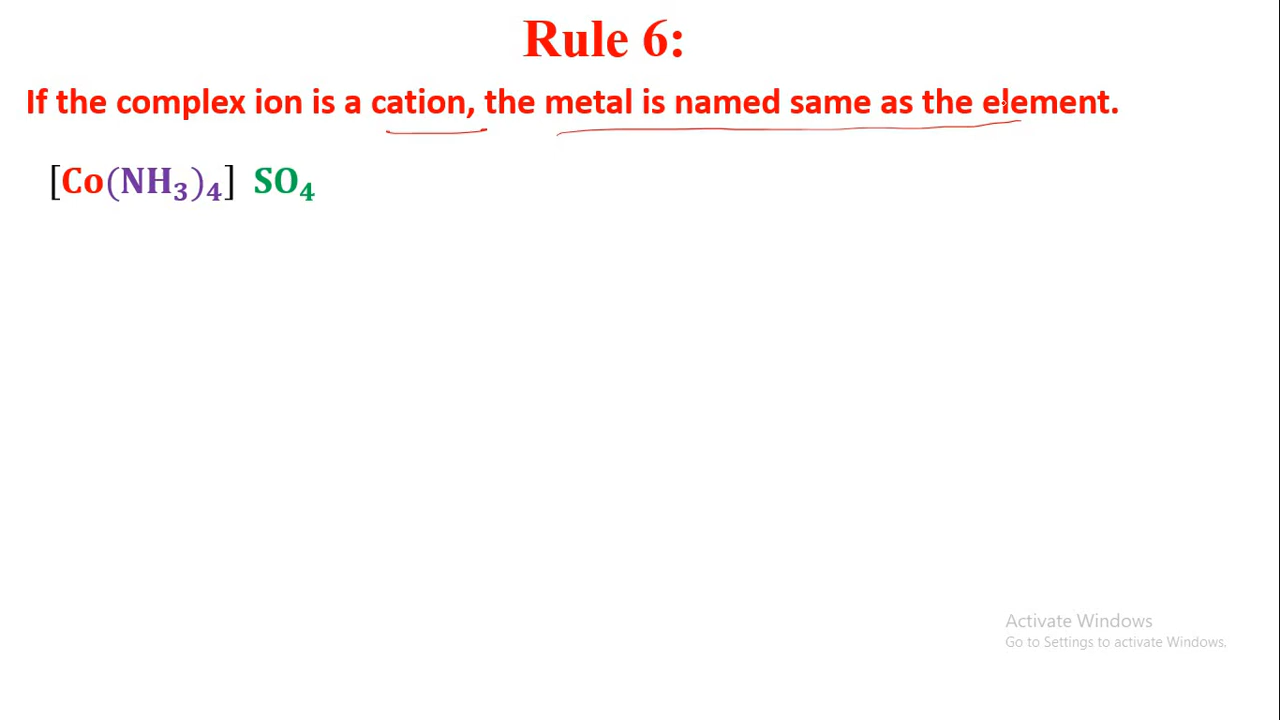 Rule 6:
If the complex ion is a cation, the metal is named same as the element.
[Co(NH₃)₄] SO₄
Activate Windows
Go to Settings to activate Windows.